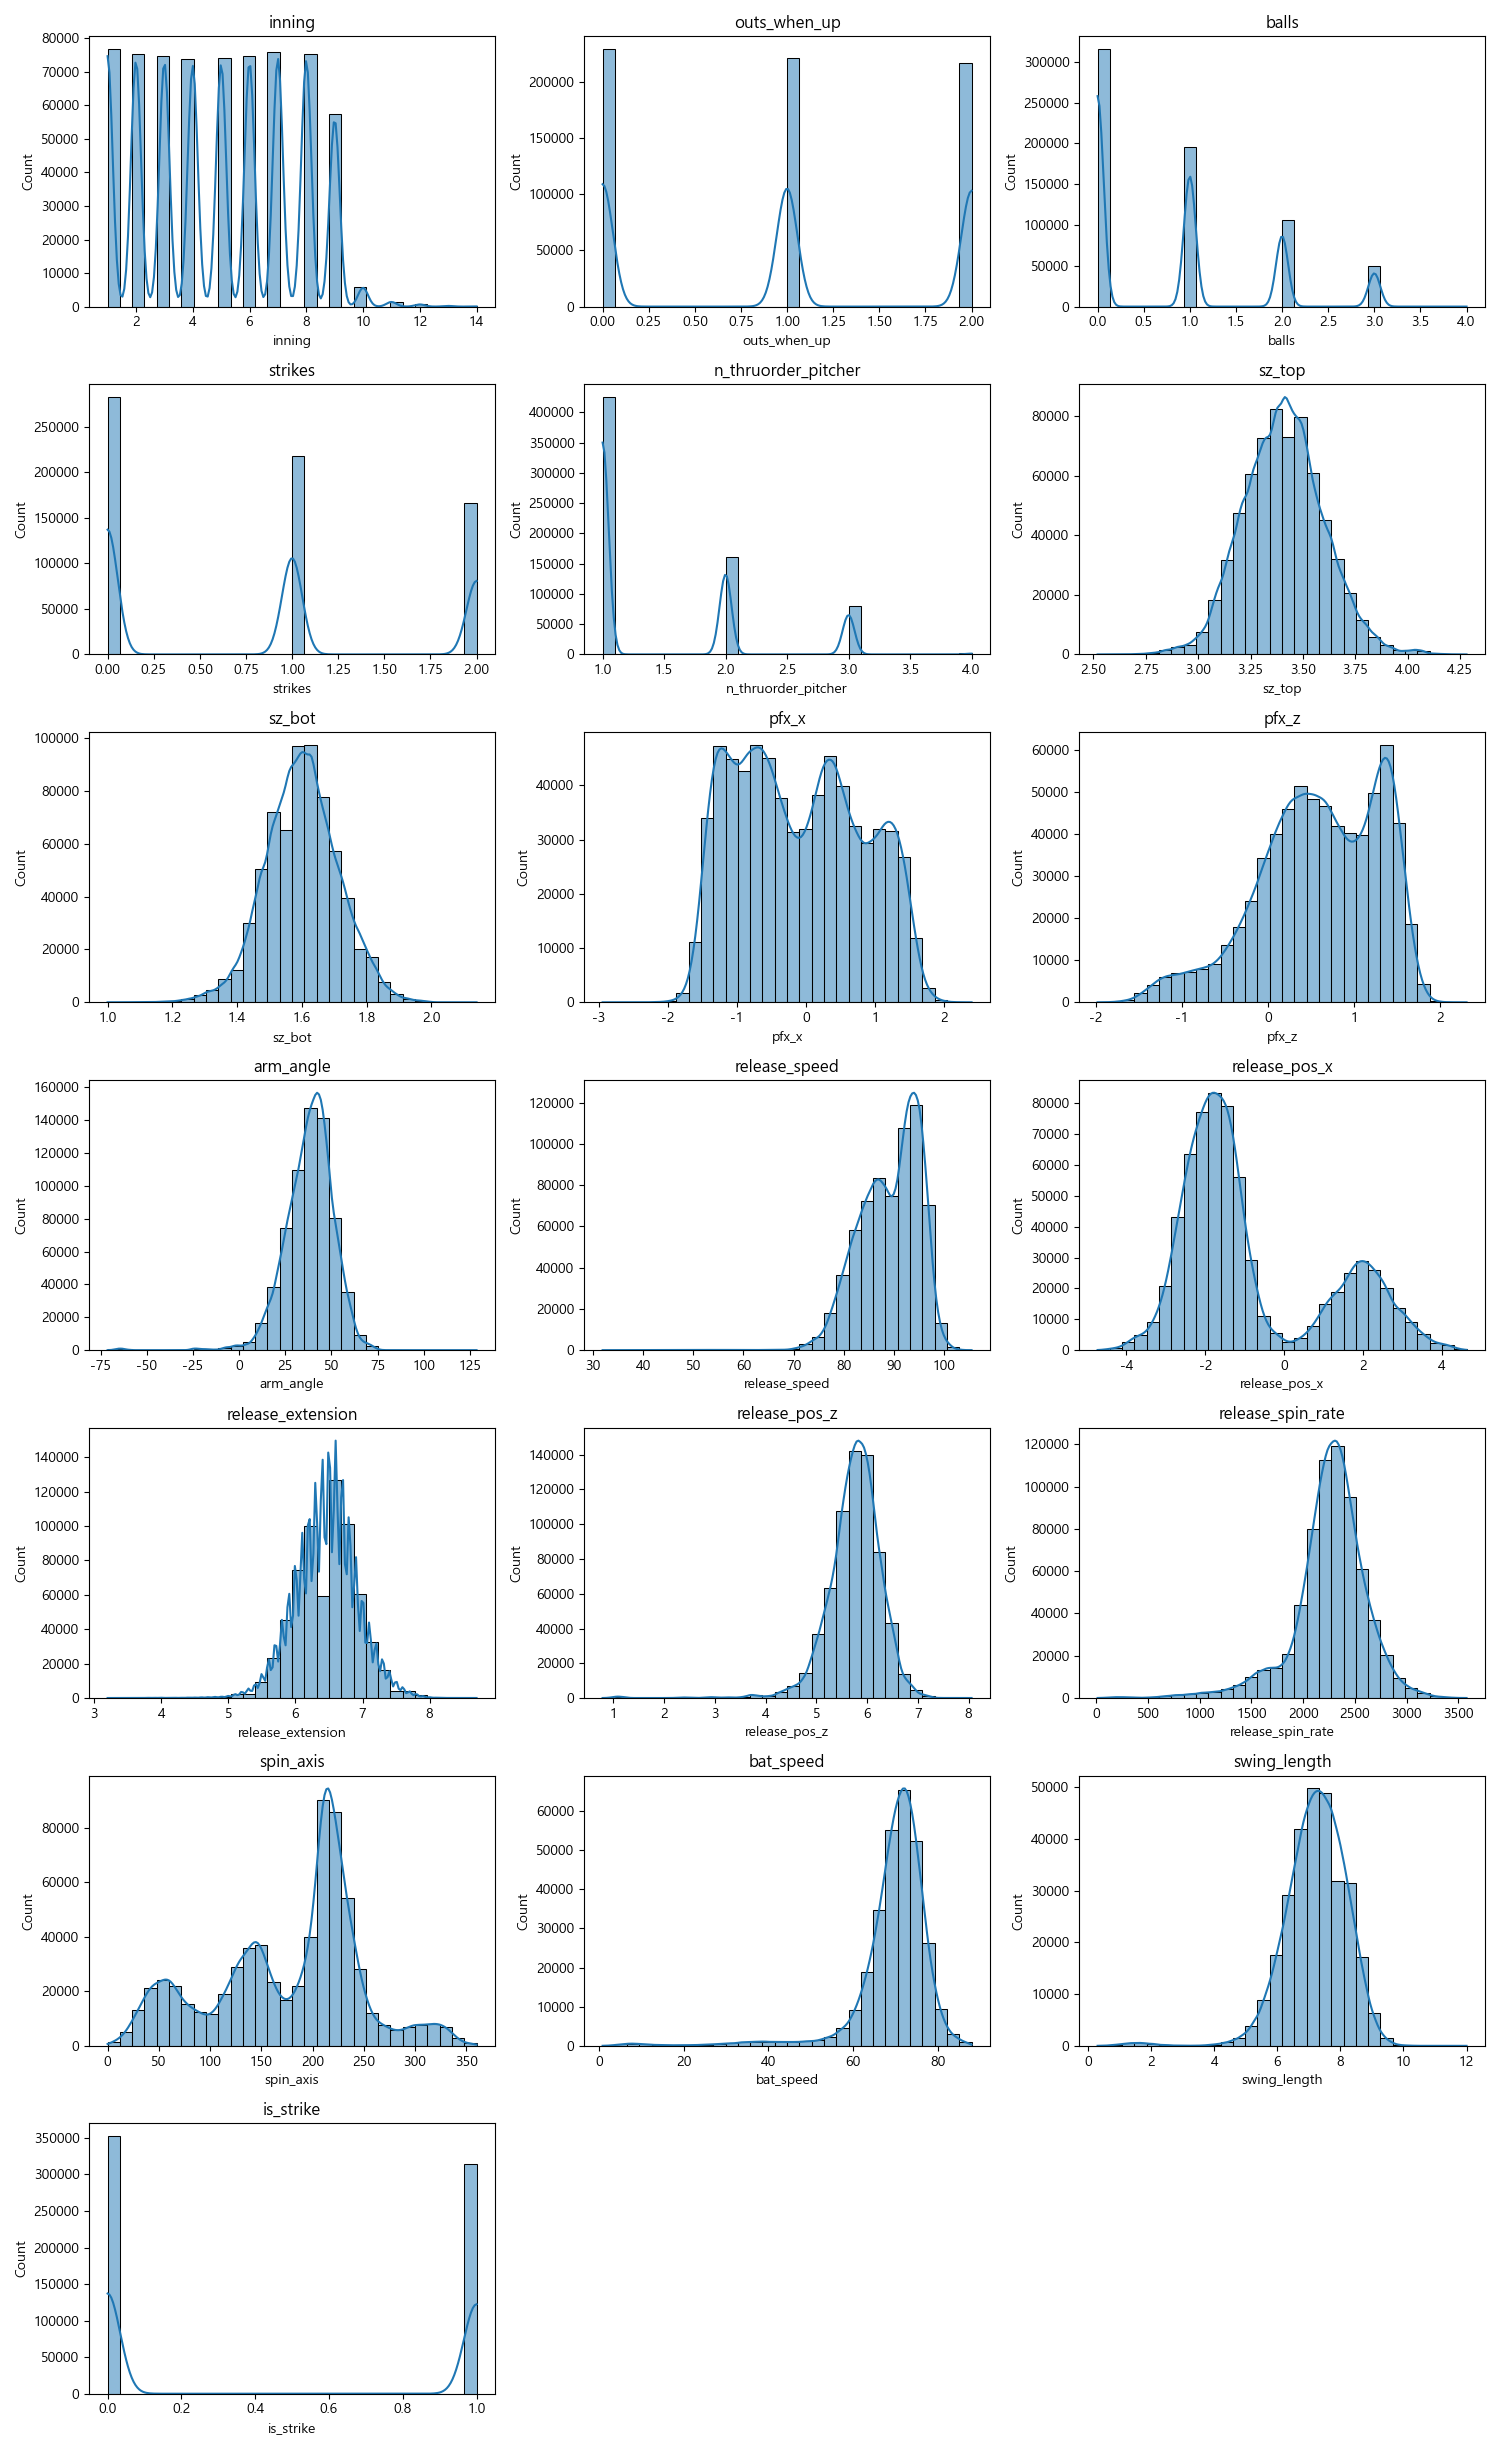 inning
Count
80000
70000
60000
50000
40000
30000
20000
10000
0
2 4 6 8 10 12 14
inning
outs_when_up
Count
200000
150000
100000
50000
0
0.00 0.25 0.50 0.75 1.00 1.25 1.50 1.75 2.00
outs_when_up
balls
Count
300000
250000
200000
150000
100000
50000
0
0.0 0.5 1.0 1.5 2.0 2.5 3.0 3.5 4.0
balls
strikes
Count
250000
200000
150000
100000
50000
0
0.00 0.25 0.50 0.75 1.00 1.25 1.50 1.75 2.00
strikes
n_thruorder_pitcher
Count
400000
350000
300000
250000
200000
150000
100000
50000
0
1.0 1.5 2.0 2.5 3.0 3.5 4.0
n_thruorder_pitcher
sz_top
Count
80000
60000
40000
20000
0
2.50 2.75 3.00 3.25 3.50 3.75 4.00 4.25
sz_top
sz_bot
Count
100000
80000
60000
40000
20000
0
1.0 1.2 1.4 1.6 1.8 2.0
sz_bot
pfx_x
Count
40000
30000
20000
10000
0
-3 -2 -1 0 1 2
pfx_x
pfx_z
Count
60000
50000
40000
30000
20000
10000
0
-2 -1 0 1 2
pfx_z
arm_angle
Count
160000
140000
120000
100000
80000
60000
40000
20000
0
-75 -50 -25 0 25 50 75 100 125
arm_angle
release_speed
Count
120000
100000
80000
60000
40000
20000
0
30 40 50 60 70 80 90 100
release_speed
release_pos_x
Count
80000
70000
60000
50000
40000
30000
20000
10000
0
-4 -2 0 2 4
release_pos_x
release_extension
Count
140000
120000
100000
80000
60000
40000
20000
0
3 4 5 6 7 8
release_extension
release_pos_z
Count
140000
120000
100000
80000
60000
40000
20000
0
1 2 3 4 5 6 7 8
release_pos_z
release_spin_rate
Count
120000
100000
80000
60000
40000
20000
0
0 500 1000 1500 2000 2500 3000 3500
release_spin_rate
spin_axis
Count
80000
60000
40000
20000
0
0 50 100 150 200 250 300 350
spin_axis
bat_speed
Count
60000
50000
40000
30000
20000
10000
0
0 20 40 60 80
bat_speed
swing_length
Count
50000
40000
30000
20000
10000
0
0 2 4 6 8 10 12
swing_length
is_strike
Count
350000
300000
250000
200000
150000
100000
50000
0
0.0 0.2 0.4 0.6 0.8 1.0
is_strike